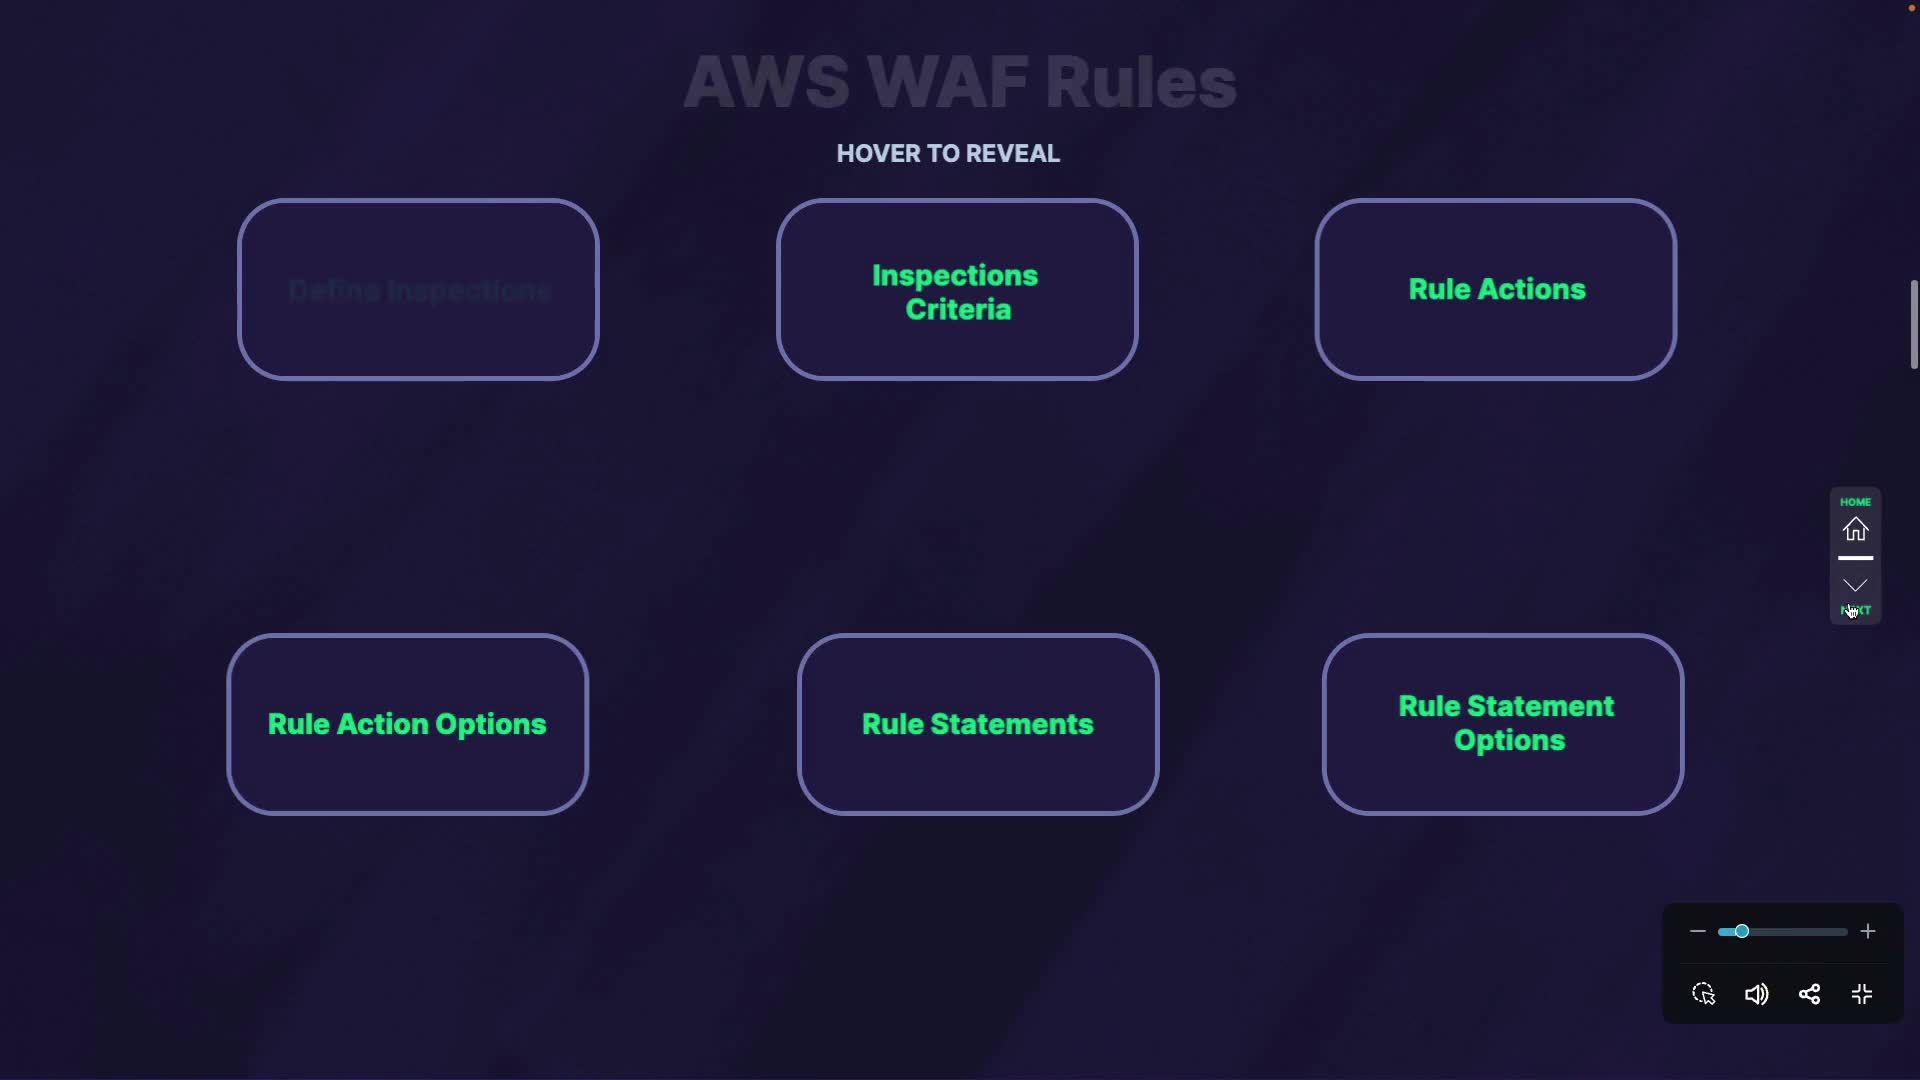 AWS WAF Rules
HOVER TO REVEAL
Define Inspections
Inspections
Criteria
Rule Actions
HOME
NEXT
Rule Action Options
Rule Statements
Rule Statement
Options